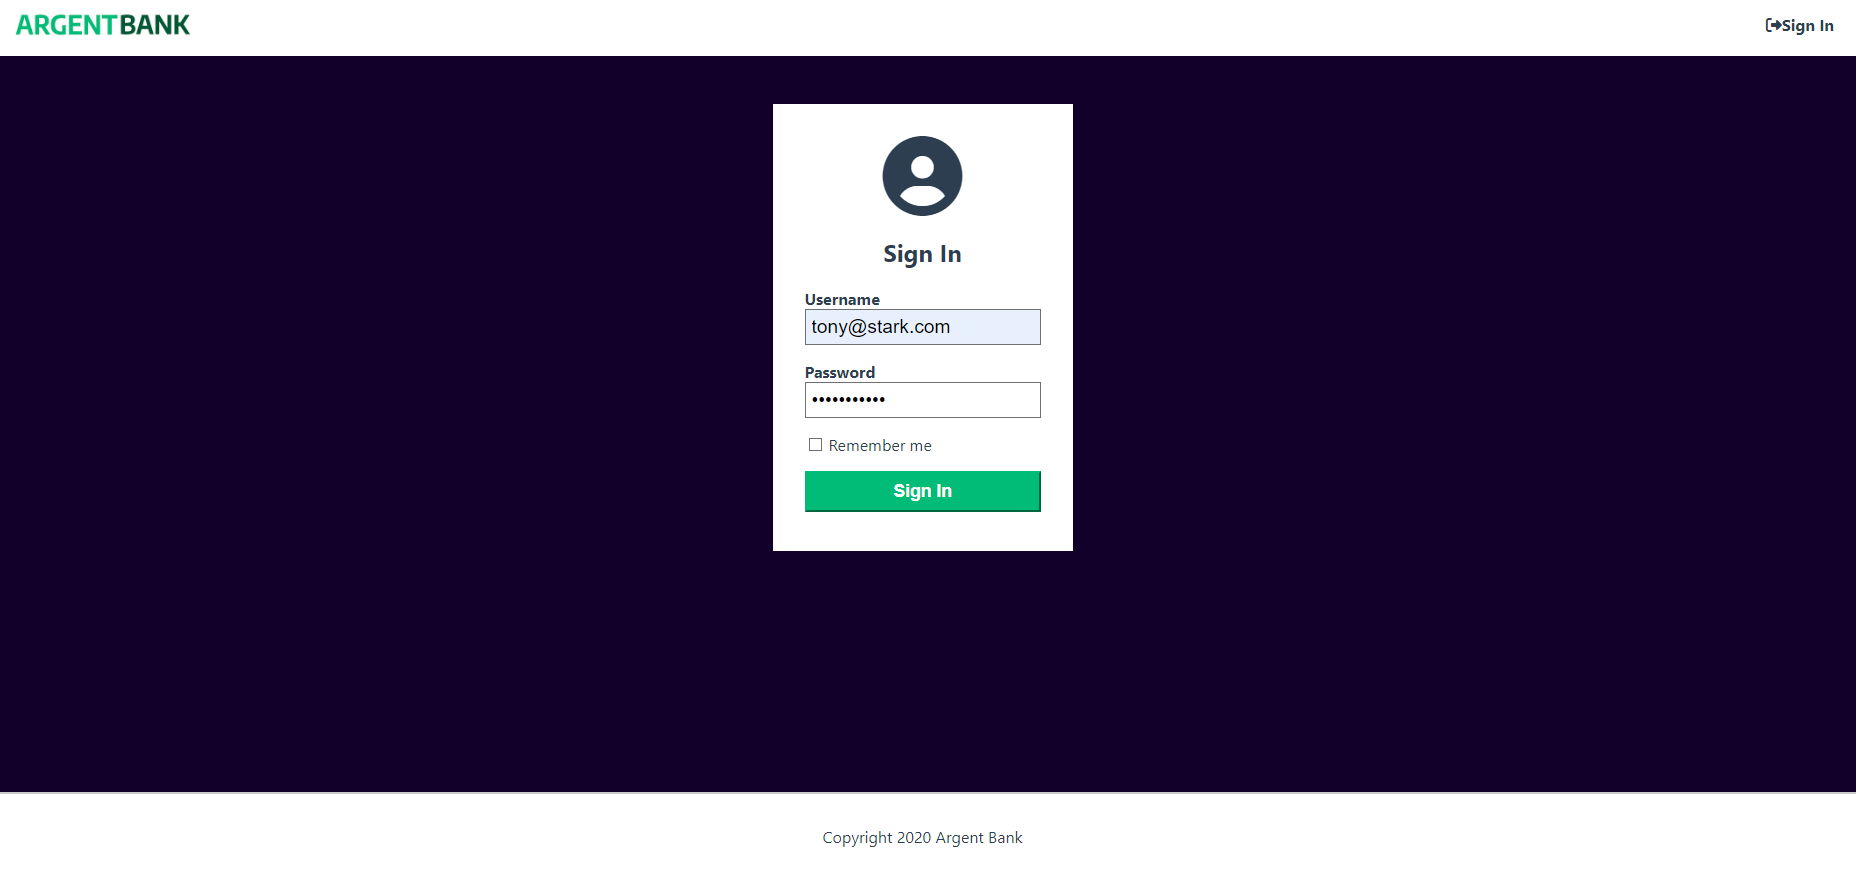 ARGENTBANK
Sign In
Sign In
Username
tony@stark.com
Password
•••••••••••
Remember me
Sign In
Copyright 2020 Argent Bank